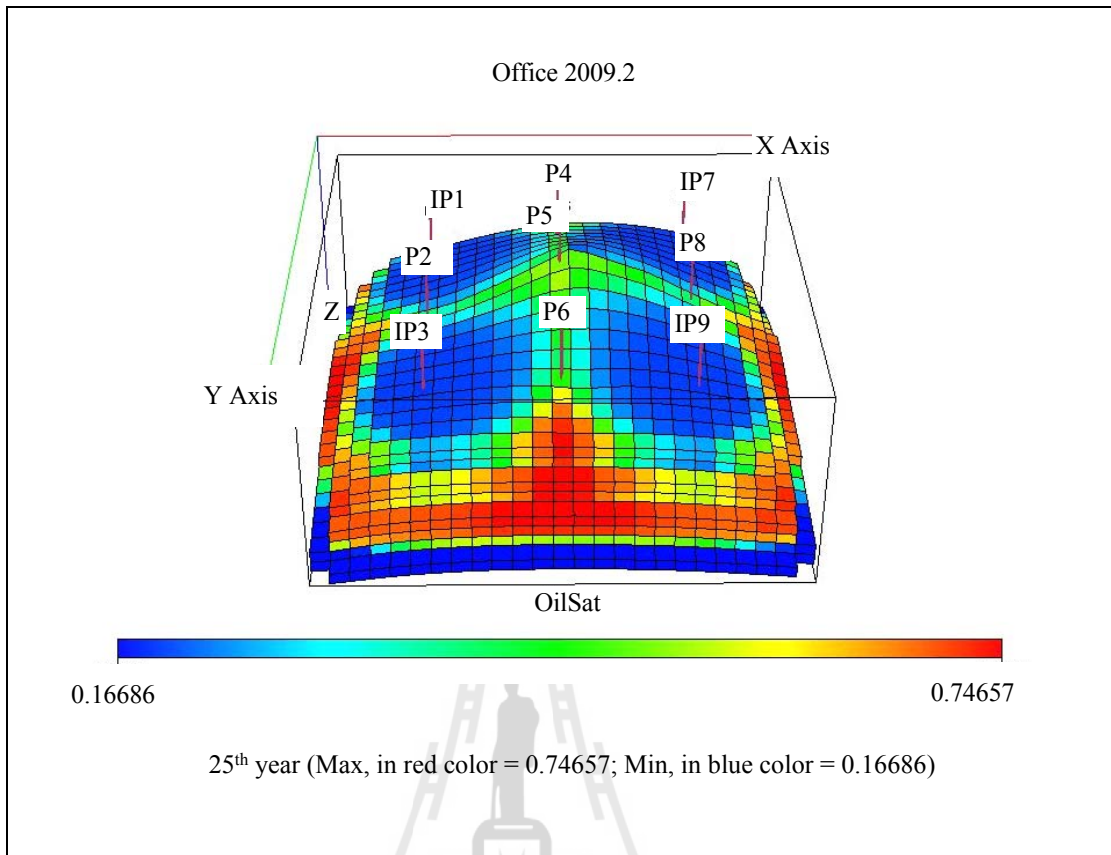 Office 2009.2
X Axis
P4
IP7
IP1
P5
P8
P2
Z
P6
IP3
IP9
Y Axis
OilSat
0.16686
0.74657
25th year (Max, in red color = 0.74657; Min, in blue color = 0.16686)